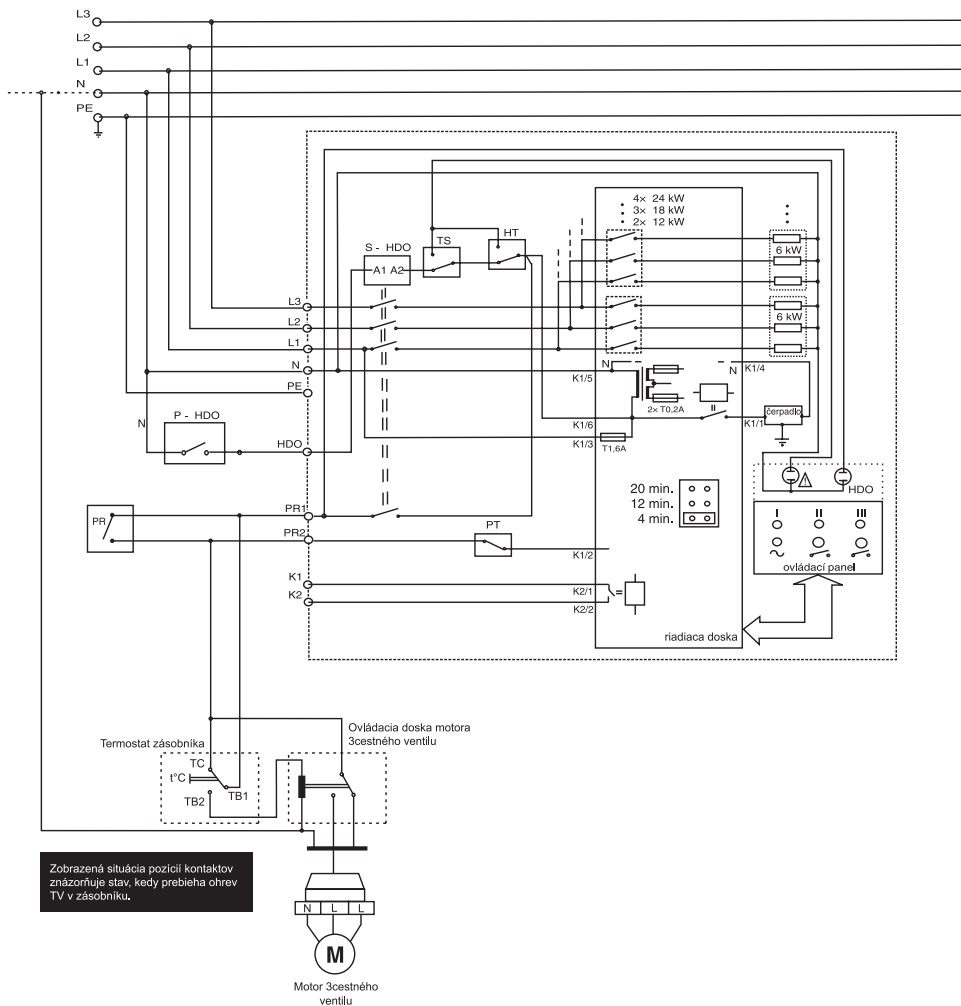 L3
L2
L1
N
PE
4× 24 kW
3× 18 kW
2× 12 kW
HT
TS
S - HDO
A1 A2
6 kW
L3
L2
L1
6 kW
N
N
N
K1/5
K1/4
PE
2× T0,2A
P - HDO
N
čerpadlo
K1/6
K1/1
HDO
K1/3
T1,6A
20 min.
12 min.
4 min.
HDO
PR1
PR
PR2
PT
K1/2
I
II
III
ovládací panel
K1
K2
K2/1
K2/2
riadiaca doska
Ovládacia doska motora
3cestného ventilu
Termostat zásobníka
TC
t°C
TB1
TB2
Zobrazená situácia pozícií kontaktov
znázorňuje stav, kedy prebieha ohrev
TV v zásobníku.
N L L
M
Motor 3cestného
ventilu